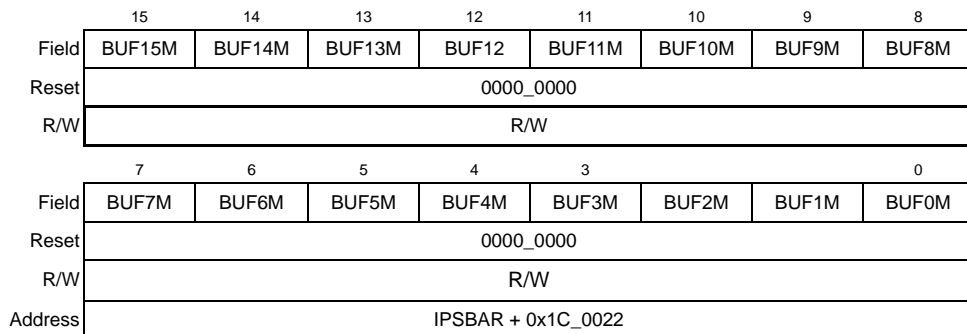 15 14 13 12 11 10 9 8
Field BUF15M BUF14M BUF13M BUF12 BUF11M BUF10M BUF9M BUF8M
Reset 0000_0000
R/W R/W
7 6 5 4 3 0
Field BUF7M BUF6M BUF5M BUF4M BUF3M BUF2M BUF1M BUF0M
Reset 0000_0000
R/W R/W
Address IPSBAR + 0x1C_0022